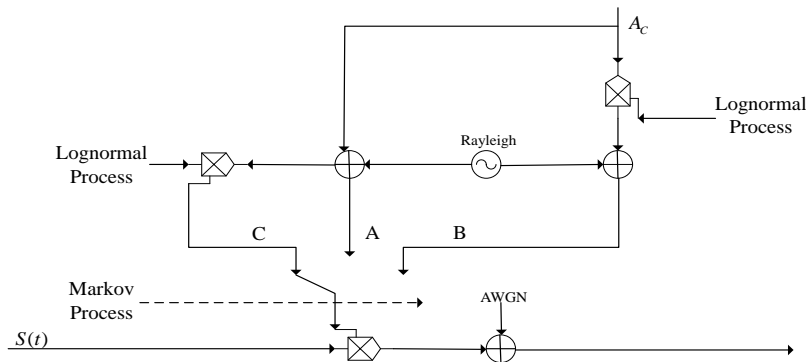 A_C
Lognormal
Process
Rayleigh
Lognormal
Process
C
A
B
Markov
Process
AWGN
S(t)